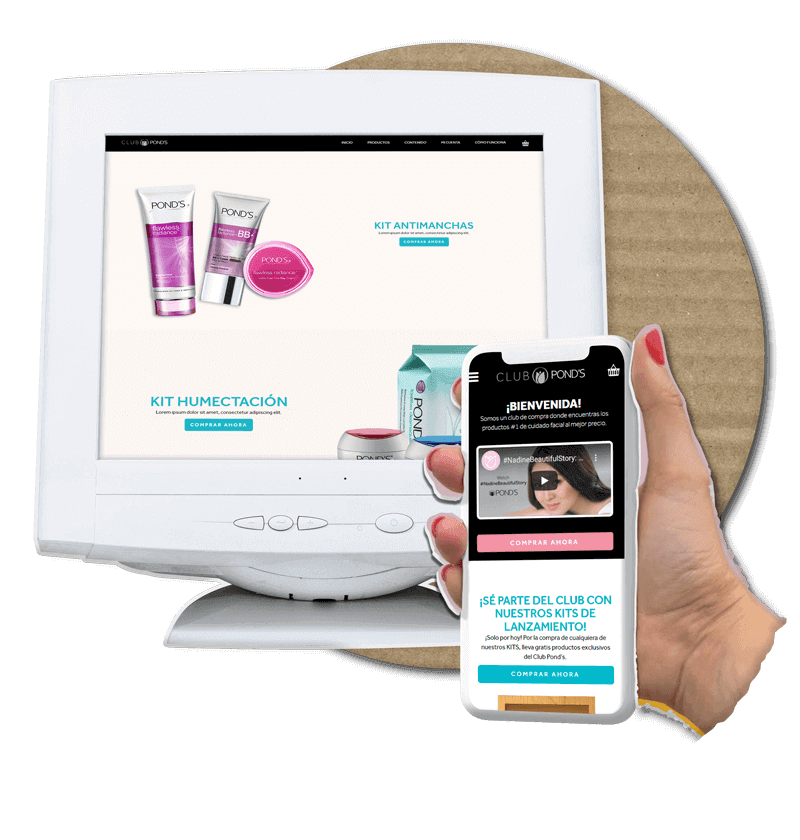 CLUB POND'S
INICIO PRODUCTOS CONTENIDO MI CUENTA CÓMO FUNCIONA
POND'S
flawless radiance
POND'S
BB+
POND'S
flawless radiance
KIT ANTIMANCHAS
Lorem ipsum dolor sit amet, consectetur adipiscing elit.
COMPRAR AHORA
KIT HUMECTACIÓN
Lorem ipsum dolor sit amet, consectetur adipiscing elit.
COMPRAR AHORA
POND
POND'S
CLUB POND'S
¡BIENVENIDA!
Somos un club de compra donde encuentras los
productos #1 de cuidado facial al mejor precio.
#NadineBeautifulStory: ...
Watch
#NadineBeautifulStory
POND'S
COMPRAR AHORA
¡SÉ PARTE DEL CLUB CON
NUESTROS KITS DE
LANZAMIENTO!
¡Solo por hoy! Por la compra de cualquiera de
nuestros KITS, lleva gratis productos exclusivos
del Club Pond's.
COMPRAR AHORA